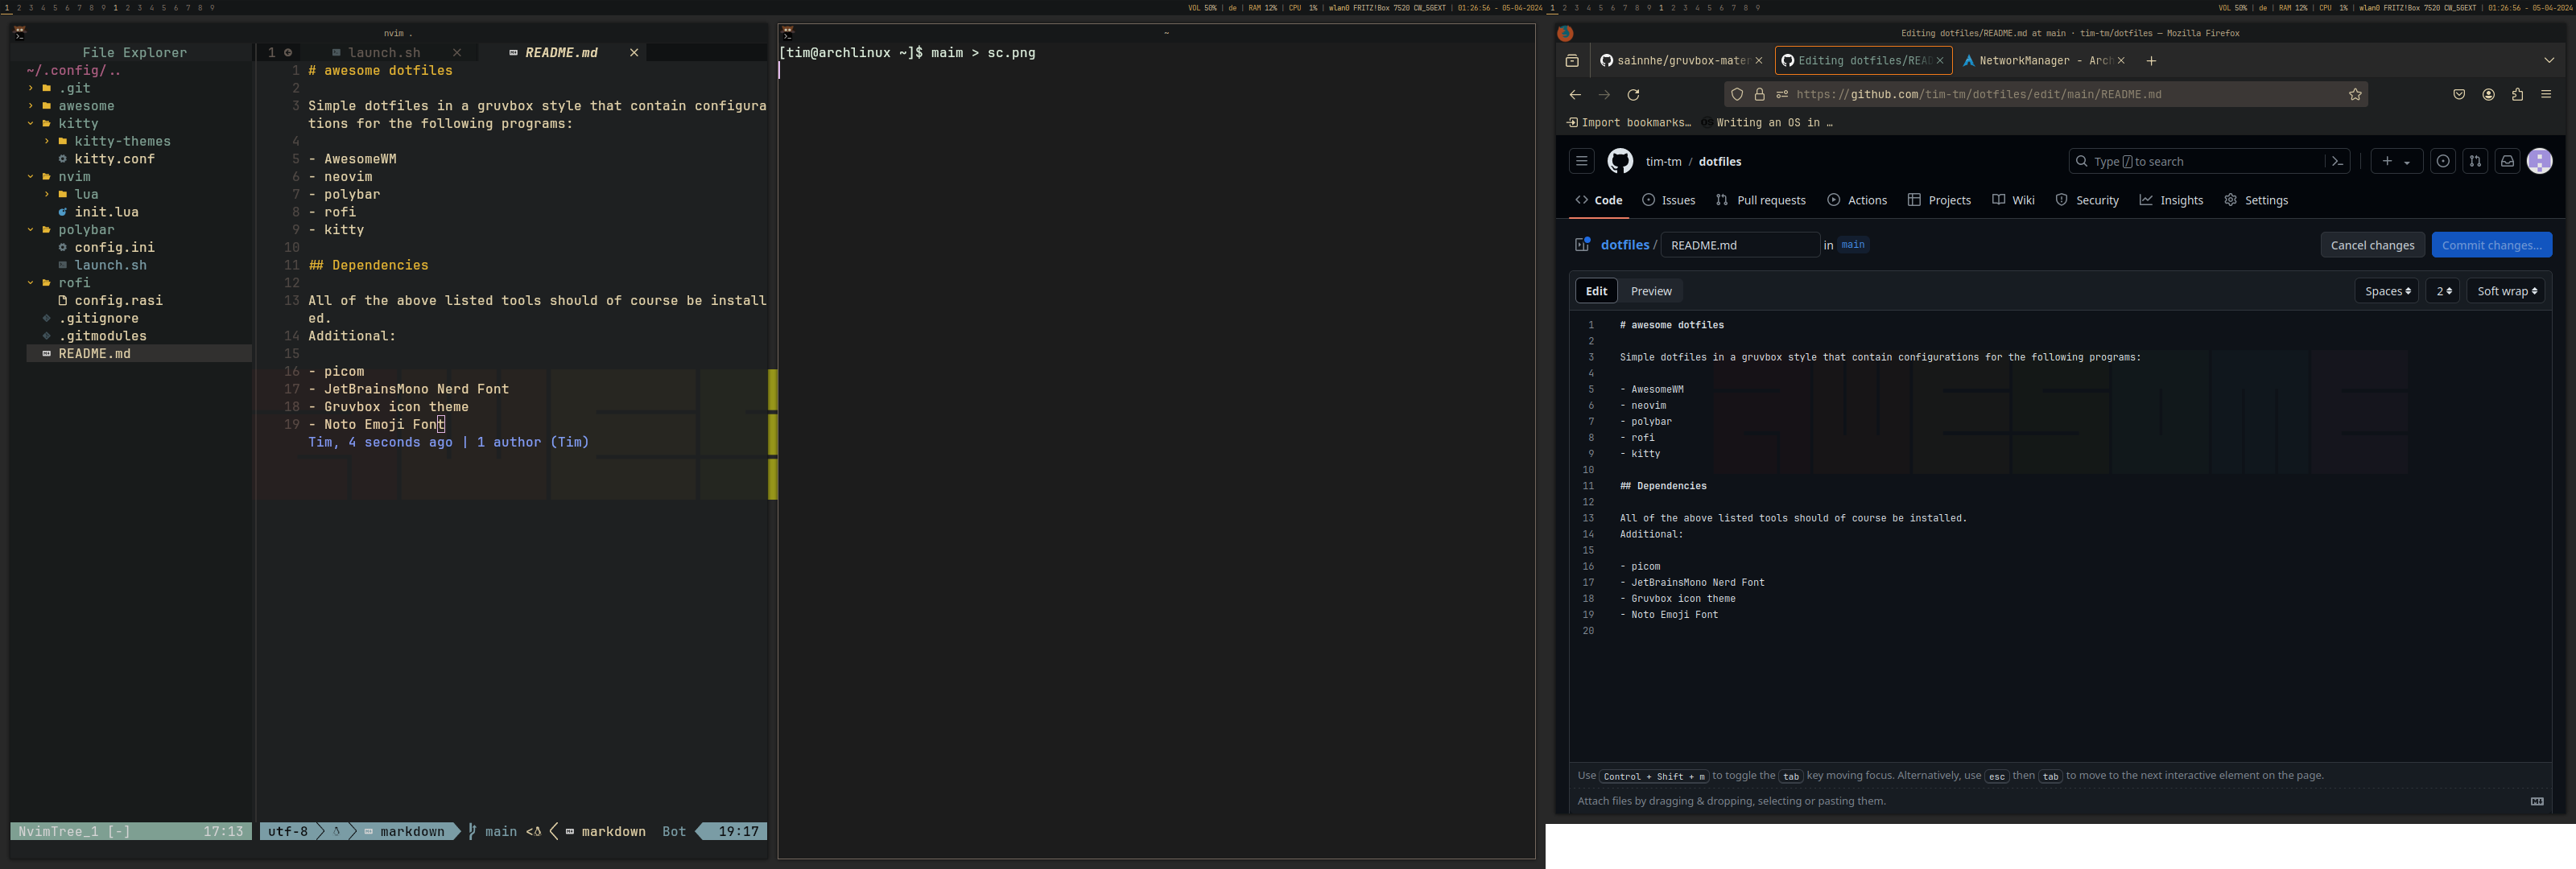 1 2 3 4 5 6 7 8 9 1 2 3 4 5 6 7 8 9
VOL 50% | de | RAM 12% | CPU 1% | wlan0 FRITZ!Box 7520 CW_5GEXT | 01:26:56 - 05-04-2024
nvim .
File Explorer
~/.config/..
.git
awesome
kitty
kitty-themes
kitty.conf
nvim
lua
init.lua
polybar
config.ini
launch.sh
rofi
config.rasi
.gitignore
.gitmodules
README.md
NvimTree_1 [-] 17:13
1 launch.sh README.md
1 # awesome dotfiles
2
3 Simple dotfiles in a gruvbox style that contain configura
tions for the following programs:
4
5 - AwesomeWM
6 - neovim
7 - polybar
8 - rofi
9 - kitty
10
11 ## Dependencies
12
13 All of the above listed tools should of course be install
ed.
14 Additional:
15
16 - picom
17 - JetBrainsMono Nerd Font
18 - Gruvbox icon theme
19 - Noto Emoji Font
Tim, 4 seconds ago | 1 author (Tim)
utf-8 markdown main < markdown Bot 19:17
~
[tim@archlinux ~]$ maim > sc.png
1 2 3 4 5 6 7 8 9 1 2 3 4 5 6 7 8 9
VOL 50% | de | RAM 12% | CPU 1% | wlan0 FRITZ!Box 7520 CW_5GEXT | 01:26:56 - 05-04-2024
Editing dotfiles/README.md at main · tim-tm/dotfiles — Mozilla Firefox
sainnhe/gruvbox-mater Editing dotfiles/READ NetworkManager - Arch
https://github.com/tim-tm/dotfiles/edit/main/README.md
Import bookmarks… Writing an OS in …
tim-tm / dotfiles
Type / to search
Code Issues Pull requests Actions Projects Wiki Security Insights Settings
dotfiles / README.md in main
Cancel changes Commit changes...
Edit Preview
Spaces 2 Soft wrap
1 # awesome dotfiles
2
3 Simple dotfiles in a gruvbox style that contain configurations for the following programs:
4
5 - AwesomeWM
6 - neovim
7 - polybar
8 - rofi
9 - kitty
10
11 ## Dependencies
12
13 All of the above listed tools should of course be installed.
14 Additional:
15
16 - picom
17 - JetBrainsMono Nerd Font
18 - Gruvbox icon theme
19 - Noto Emoji Font
20
Use Control + Shift + m to toggle the tab key moving focus. Alternatively, use esc then tab to move to the next interactive element on the page.
Attach files by dragging & dropping, selecting or pasting them.